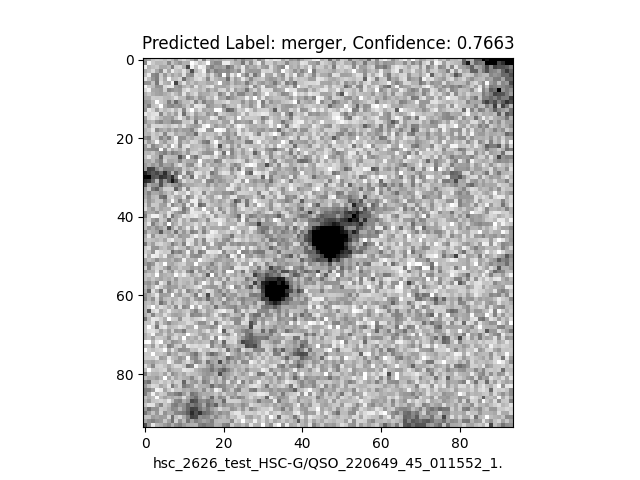 Predicted Label: merger, Confidence: 0.7663
0
20
40
60
80
0 20 40 60 80
hsc_2626_test_HSC-G/QSO_220649_45_011552_1.